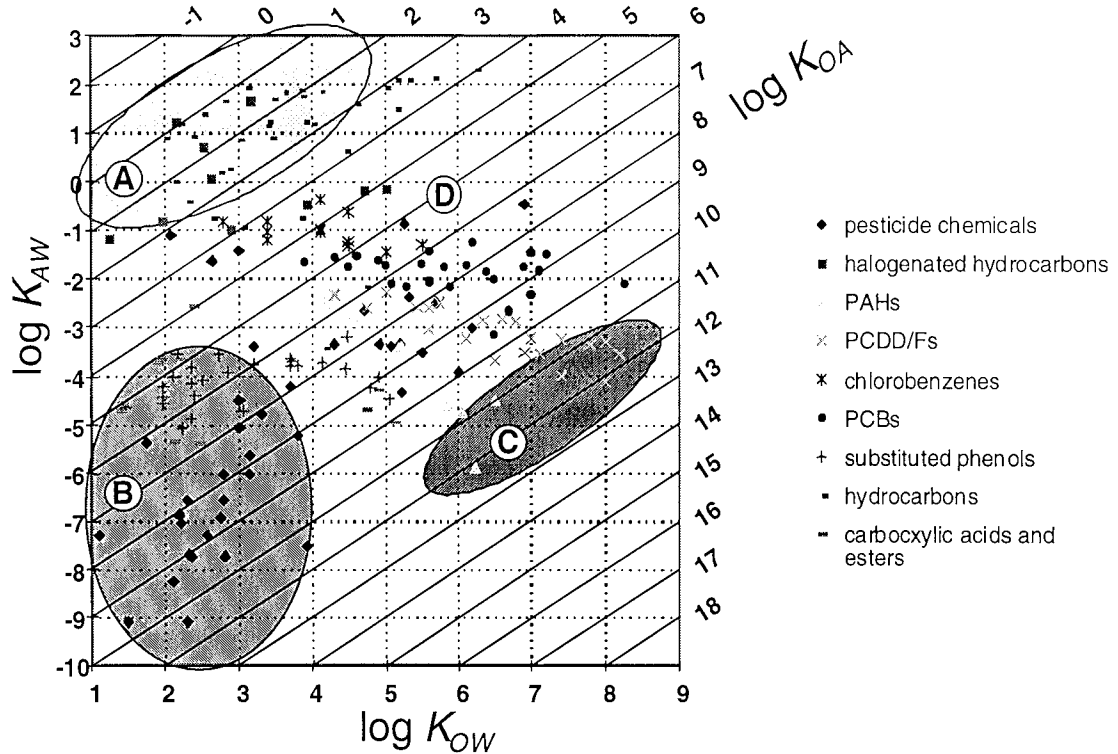 -1 0 1 2 3 4 5 6
3
2
1
0
-1
-2
-3
-4
-5
-6
-7
-8
-9
-10
log K_AW
1 2 3 4 5 6 7 8 9
log K_OW
7
8
9
10
11
12
13
14
15
16
17
18
log K_OA
A
B
C
D
pesticide chemicals
halogenated hydrocarbons
PAHs
PCDD/Fs
chlorobenzenes
PCBs
substituted phenols
hydrocarbons
carbocxylic acids and
esters